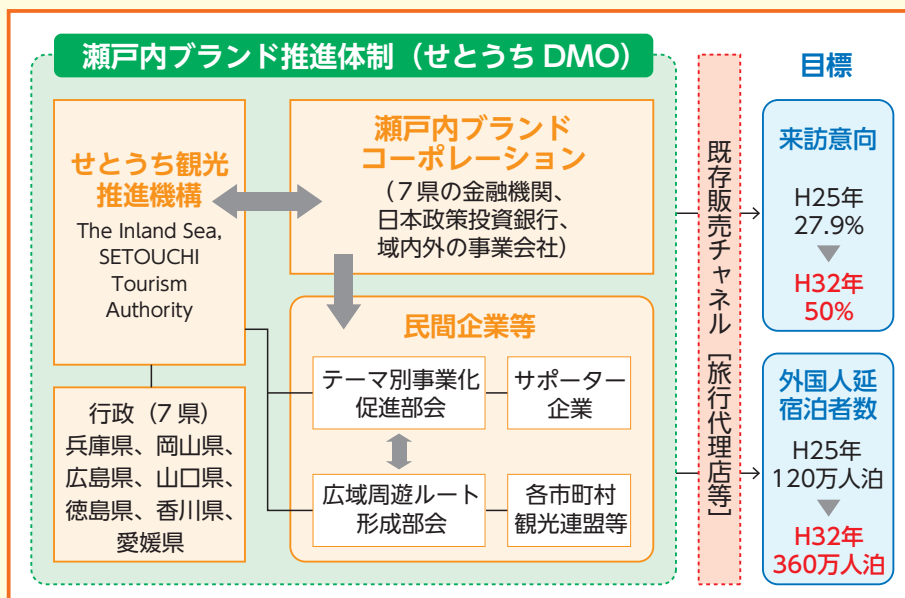 瀬戸内ブランド推進体制（せとうち DMO）
せとうち観光
推進機構
The Inland Sea,
SETOUCHI
Tourism
Authority
瀬戸内ブランド
コーポレーション
（７県の金融機関、
日本政策投資銀行、
域内外の事業会社）
行政（７県）
兵庫県、岡山県、
広島県、山口県、
徳島県、香川県、
愛媛県
民間企業等
テーマ別事業化
促進部会
サポーター
企業
広域周遊ルート
形成部会
各市町村
観光連盟等
既存販売チャネル［旅行代理店等］
目標
来訪意向
H25年
27.9%
H32年
50%
外国人延
宿泊者数
H25年
120万人泊
H32年
360万人泊